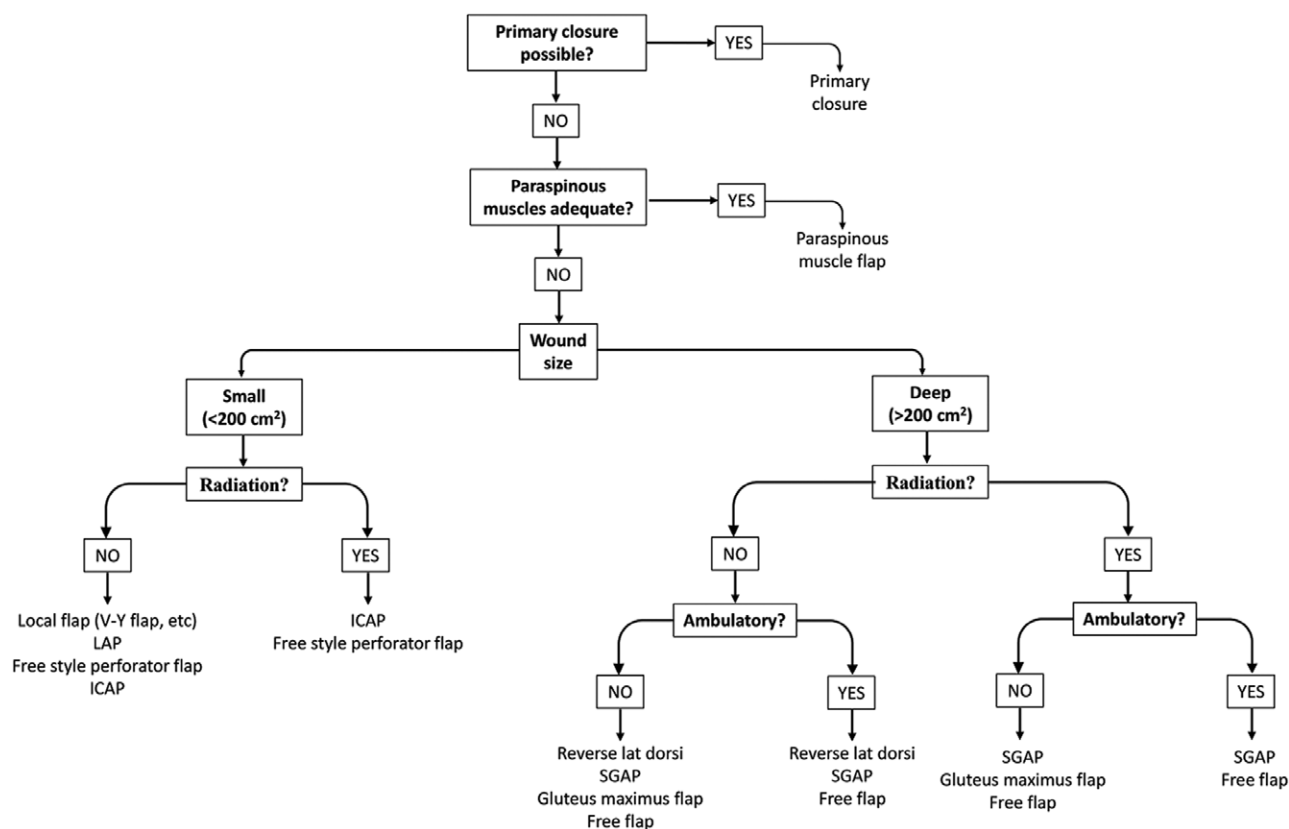 Primary closure
possible?
YES
Primary
closure
NO
Paraspinous
muscles adequate?
YES
Paraspinous
muscle flap
NO
Wound
size
Small
(<200 cm²)
Deep
(>200 cm²)
Radiation?
Radiation?
NO
YES
NO
YES
Local flap (V-Y flap, etc)
LAP
Free style perforator flap
ICAP
ICAP
Free style perforator flap
Ambulatory?
Ambulatory?
NO
YES
NO
YES
Reverse lat dorsi
SGAP
Gluteus maximus flap
Free flap
Reverse lat dorsi
SGAP
Free flap
SGAP
Gluteus maximus flap
Free flap
SGAP
Free flap